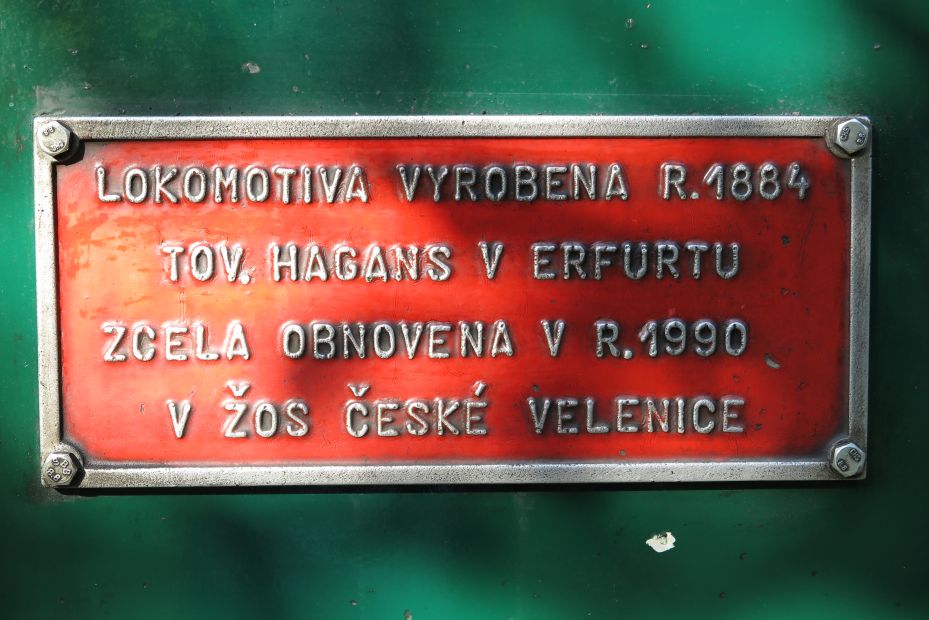 LOKOMOTIVA VYROBENA R.1884
TOV. HAGANS V ERFURTU
ZCELA OBNOVENA V R.1990
V ŽOS ČESKÉ VELENICE